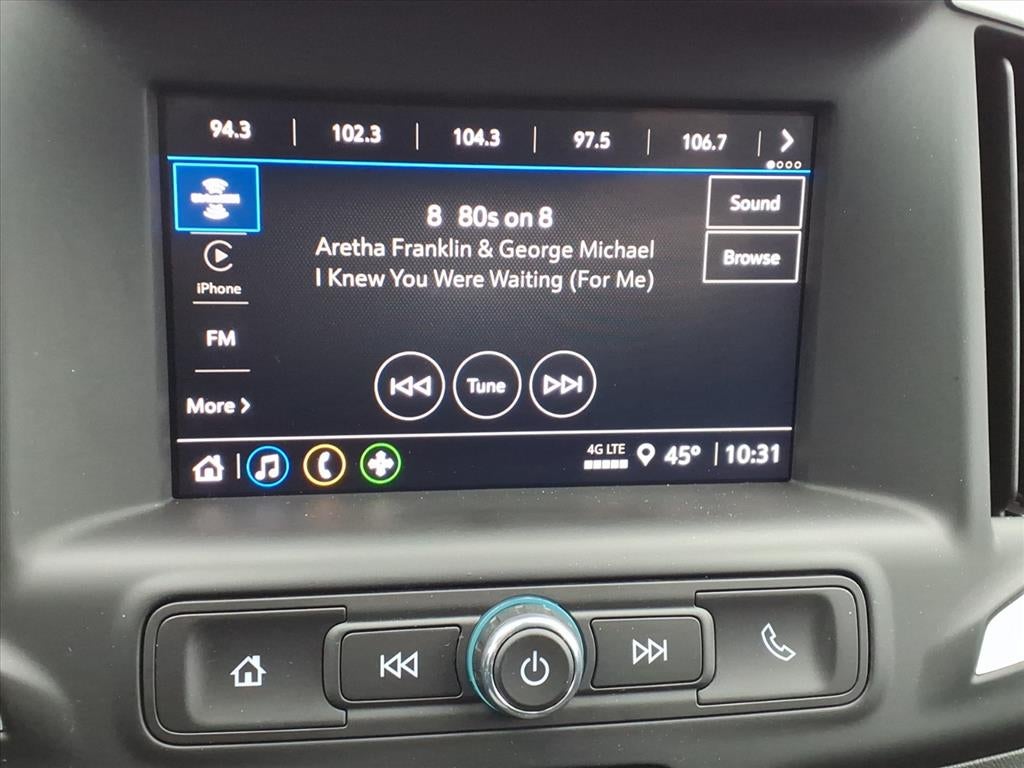 94.3 | 102.3 | 104.3 | 97.5 | 106.7
8 80s on 8
Aretha Franklin & George Michael
I Knew You Were Waiting (For Me)
Sound
Browse
iPhone
FM
More
Tune
4G LTE
45° | 10:31